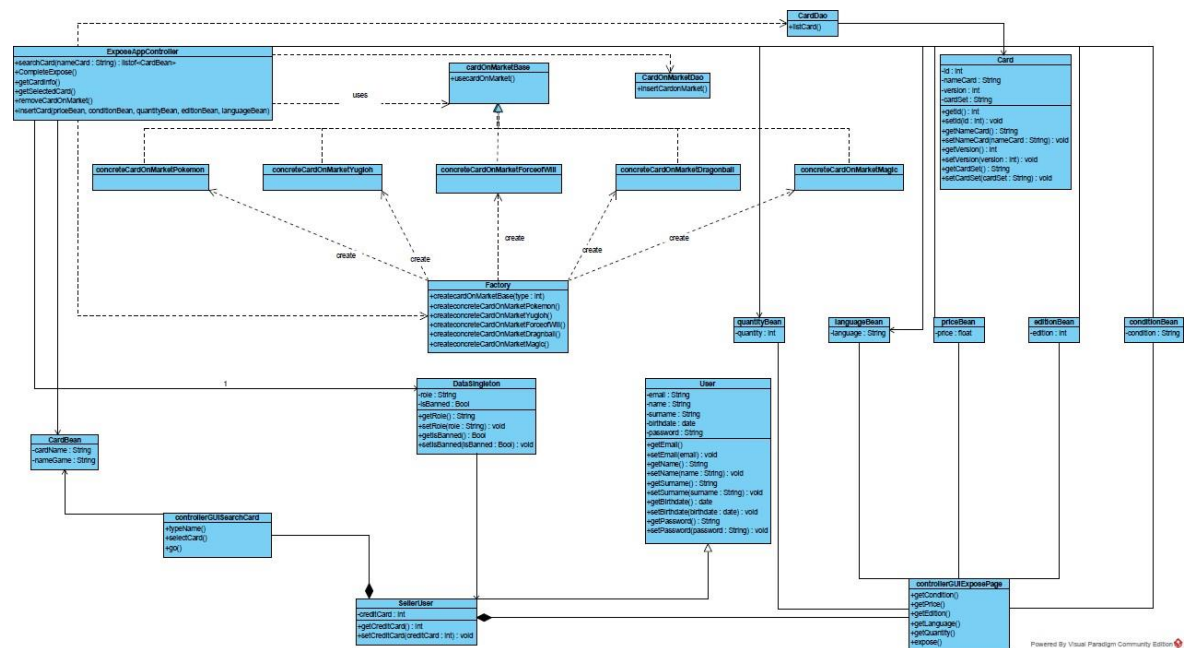 CardDao
+listCard()
ExposeAppController
+searchCard(nameCard : String) : listof<CardBean>
+CompleteExpose()
+getCardInfo()
+getSelectedCard()
+removeCardOnMarket()
+insertCard(priceBean, conditionBean, quantityBean, editionBean, languageBean)
cardOnMarketBase
+usecardOnMarket()
CardOnMarketDao
+insertCardonMarket()
Card
-id : int
-nameCard : String
-version : int
-cardSet : String
+getId() : int
+setId(id : int) : void
+getNameCard() : String
+setNameCard(nameCard : String) : void
+getVersion() : int
+setVersion(version : int) : void
+getCardSet() : String
+setCardSet(cardSet : String) : void
uses
concreteCardOnMarketPokemon
concreteCardOnMarketYugioh
concreteCardOnMarketForceofWill
concreteCardOnMarketDragonball
concreteCardOnMarketMagic
create
create
create
create
create
Factory
+createcardOnMarketBase(type : int)
+createconcreteCardOnMarketPokemon()
+createconcreteCardOnMarketYugioh()
+createconcreteCardOnMarketForceofWill()
+createconcreteCardOnMarketDragnball()
+createconcreteCardOnMarketMagic()
quantityBean
-quantity : int
languageBean
-language : String
priceBean
-price : float
editionBean
-edition : int
conditionBean
-condition : String
1
DataSingleton
-role : String
-isBanned : Bool
+getRole() : String
+setRole(role : String) : void
+getIsBanned() : Bool
+setIsBanned(isBanned : Bool) : void
User
-email : String
-name : String
-surname : String
-birthdate : date
-password : String
+getEmail()
+setEmail(email) : void
+getName() : String
+setName(name : String) : void
+getSurname() : String
+setSurname(surname : String) : void
+getBirthdate() : date
+setBirthdate(birthdate : date) : void
+getPassword() : String
+setPassword(password : String) : void
CardBean
-cardName : String
-nameGame : String
controllerGUISearchCard
+typeName()
+selectCard()
+go()
SellerUser
-creditCard : int
+getCreditCard() : int
+setCreditCard(creditCard : int) : void
controllerGUIExposePage
+getCondition()
+getPrice()
+getEdition()
+getLanguage()
+getQuantity()
+expose()
Powered By Visual Paradigm Community Edition